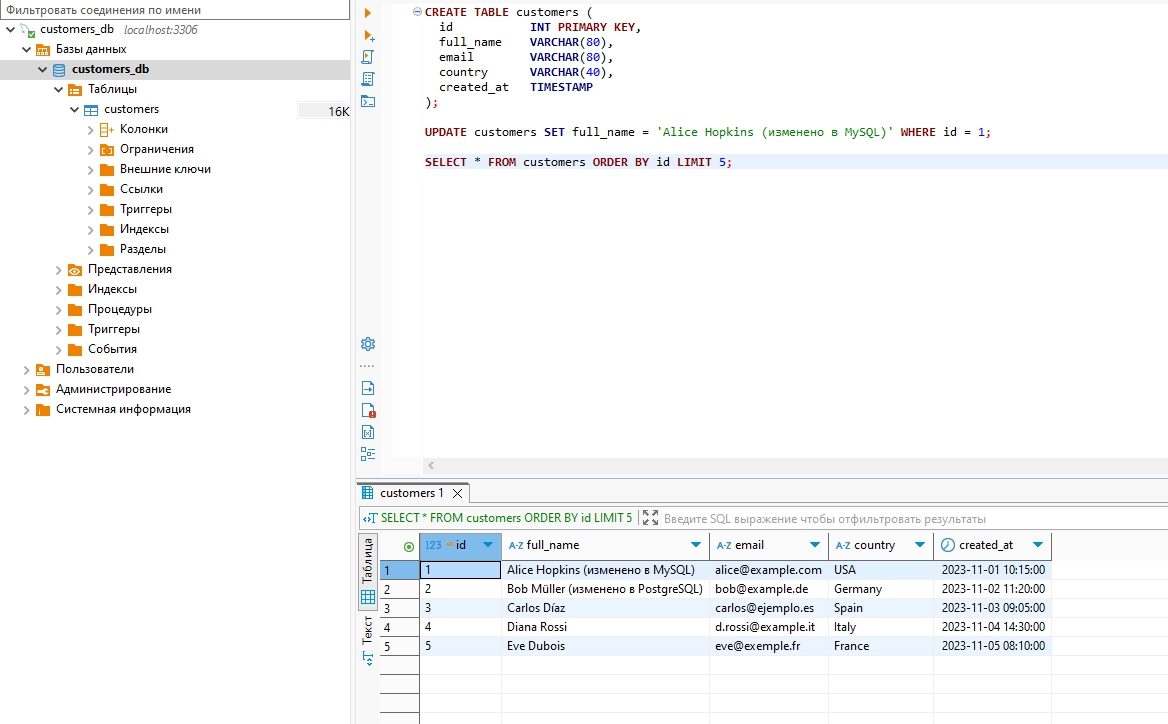 Фильтровать соединения по имени
customers_db localhost:3306
Базы данных
customers_db
Таблицы
customers 16K
Колонки
Ограничения
Внешние ключи
Ссылки
Триггеры
Индексы
Разделы
Представления
Индексы
Процедуры
Триггеры
События
Пользователи
Администрирование
Системная информация
CREATE TABLE customers (
id INT PRIMARY KEY,
full_name VARCHAR(80),
email VARCHAR(80),
country VARCHAR(40),
created_at TIMESTAMP
);
UPDATE customers SET full_name = 'Alice Hopkins (изменено в MySQL)' WHERE id = 1;
SELECT * FROM customers ORDER BY id LIMIT 5;
customers 1
SELECT * FROM customers ORDER BY id LIMIT 5 Введите SQL выражение чтобы отфильтровать результаты
Таблица
Текст
123 id A-Z full_name A-Z email A-Z country created_at
1 1 Alice Hopkins (изменено в MySQL) alice@example.com USA 2023-11-01 10:15:00
2 2 Bob Müller (изменено в PostgreSQL) bob@example.de Germany 2023-11-02 11:20:00
3 3 Carlos Díaz carlos@ejemplo.es Spain 2023-11-03 09:05:00
4 4 Diana Rossi d.rossi@example.it Italy 2023-11-04 14:30:00
5 5 Eve Dubois eve@exemple.fr France 2023-11-05 08:10:00